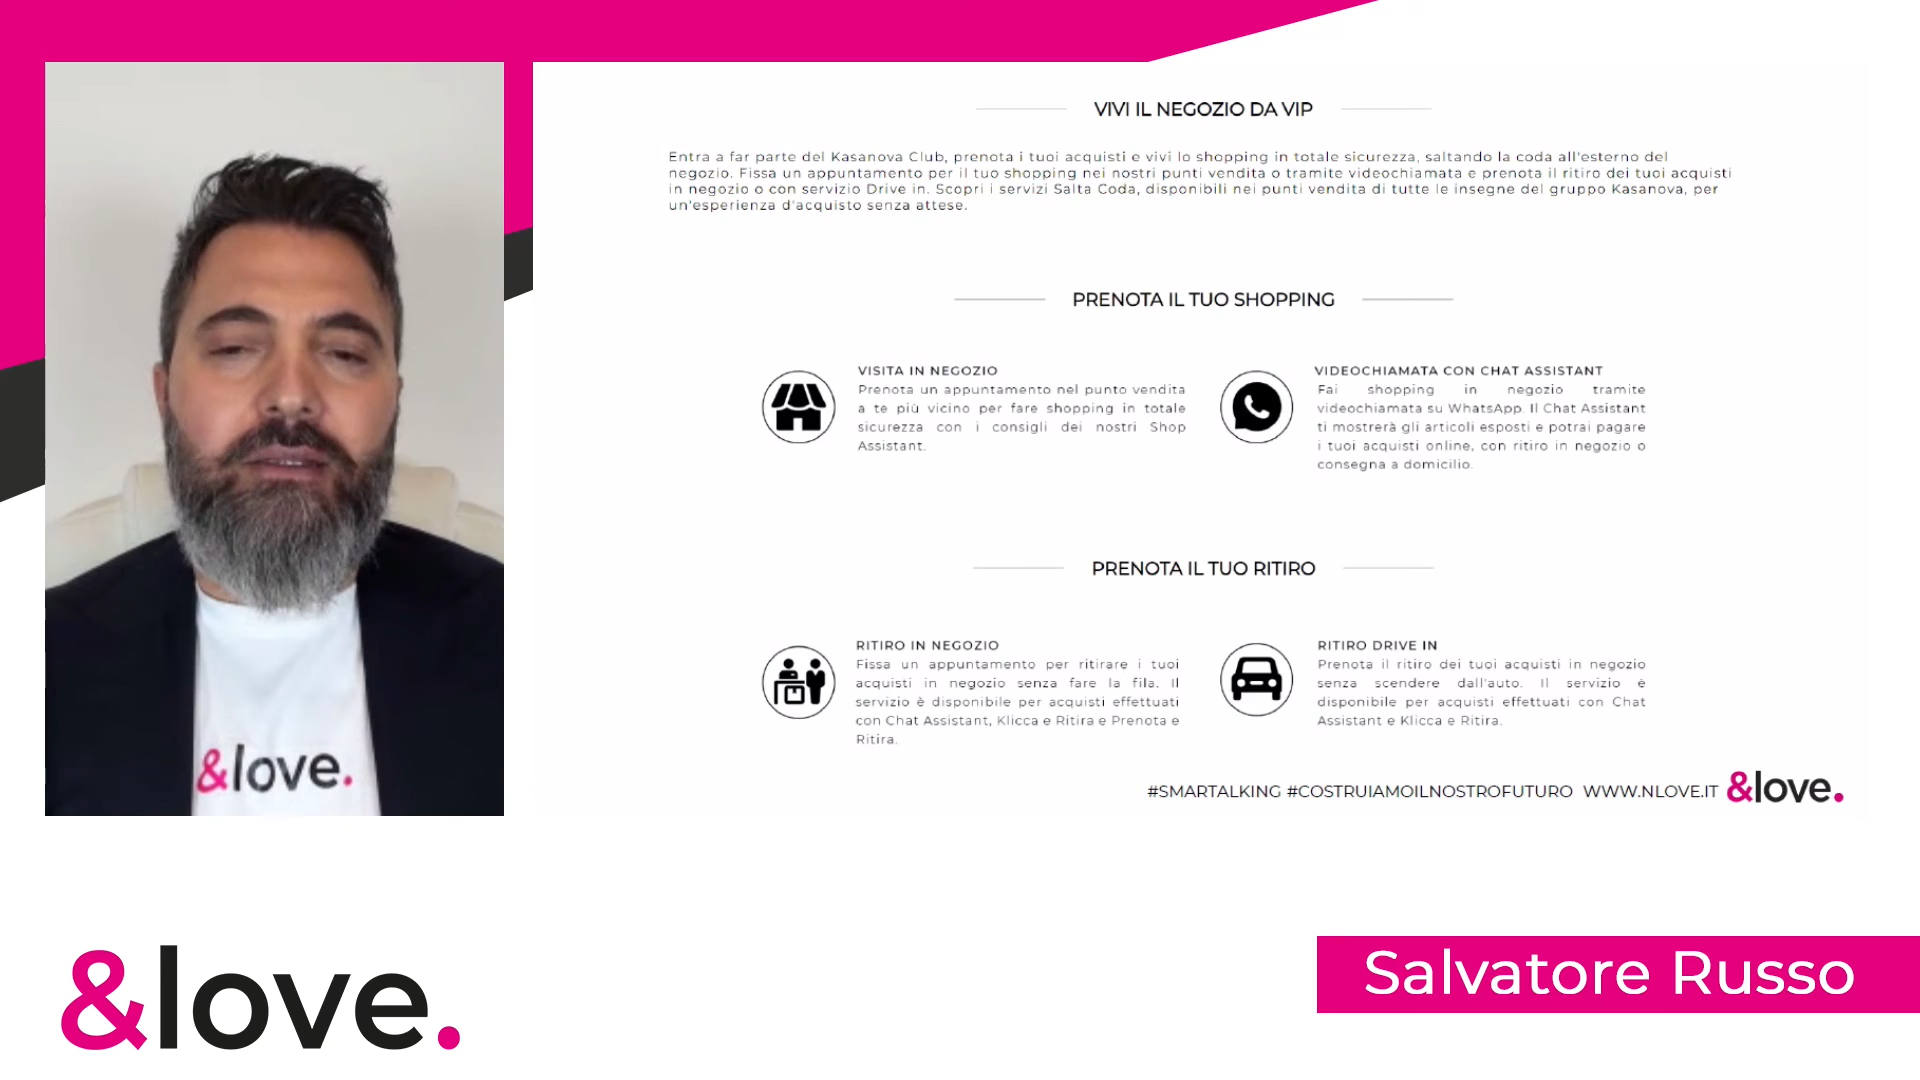 VIVI IL NEGOZIO DA VIP
Entra a far parte del Kasanova Club, prenota i tuoi acquisti e vivi lo shopping in totale sicurezza, saltando la coda all'esterno del
negozio. Fissa un appuntamento per il tuo shopping nei nostri punti vendita o tramite videochiamata e prenota il ritiro dei tuoi acquisti
in negozio o con servizio Drive in. Scopri i servizi Salta Coda, disponibili nei punti vendita di tutte le insegne del gruppo Kasanova, per
un'esperienza d'acquisto senza attese.
PRENOTA IL TUO SHOPPING
VISITA IN NEGOZIO
Prenota un appuntamento nel punto vendita
a te più vicino per fare shopping in totale
sicurezza con i consigli dei nostri Shop
Assistant.
VIDEOCHIAMATA CON CHAT ASSISTANT
Fai shopping in negozio tramite
videochiamata su WhatsApp. Il Chat Assistant
ti mostrerà gli articoli esposti e potrai pagare
i tuoi acquisti online, con ritiro in negozio o
consegna a domicilio.
PRENOTA IL TUO RITIRO
RITIRO IN NEGOZIO
Fissa un appuntamento per ritirare i tuoi
acquisti in negozio senza fare la fila. Il
servizio è disponibile per acquisti effettuati
con Chat Assistant, Klicca e Ritira e Prenota e
Ritira.
RITIRO DRIVE IN
Prenota il ritiro dei tuoi acquisti in negozio
senza scendere dall'auto. Il servizio è
disponibile per acquisti effettuati con Chat
Assistant e Klicca e Ritira.
&love.
#SMARTALKING #COSTRUIAMOILNOSTROFUTURO WWW.NLOVE.IT &love.
&love.
Salvatore Russo